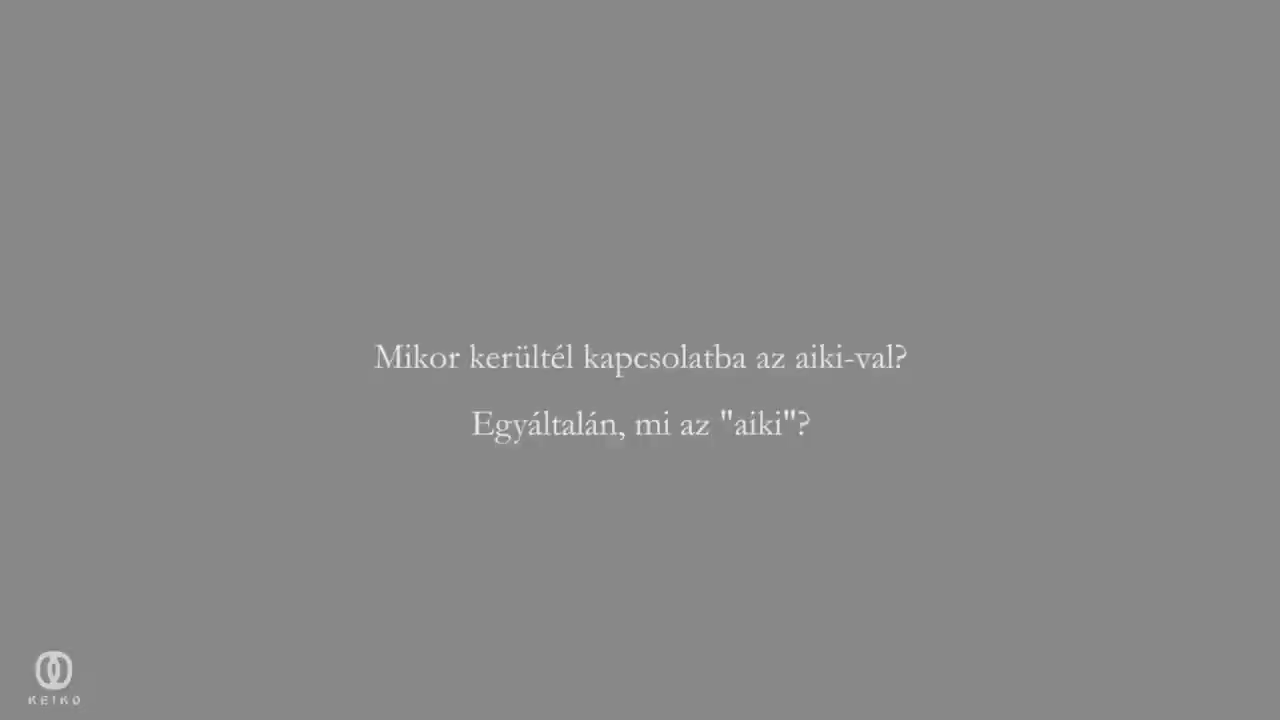 Mikor kerültél kapcsolatba az aiki-val?
Egyáltalán, mi az "aiki"?
KEIKO